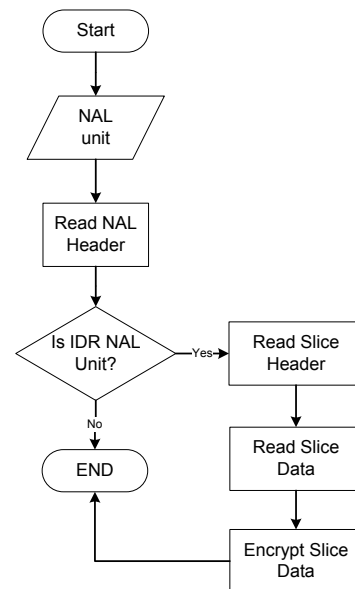 Start
NAL
unit
Read NAL
Header
Is IDR NAL
Unit?
Yes
Read Slice
Header
No
Read Slice
Data
END
Encrypt Slice
Data